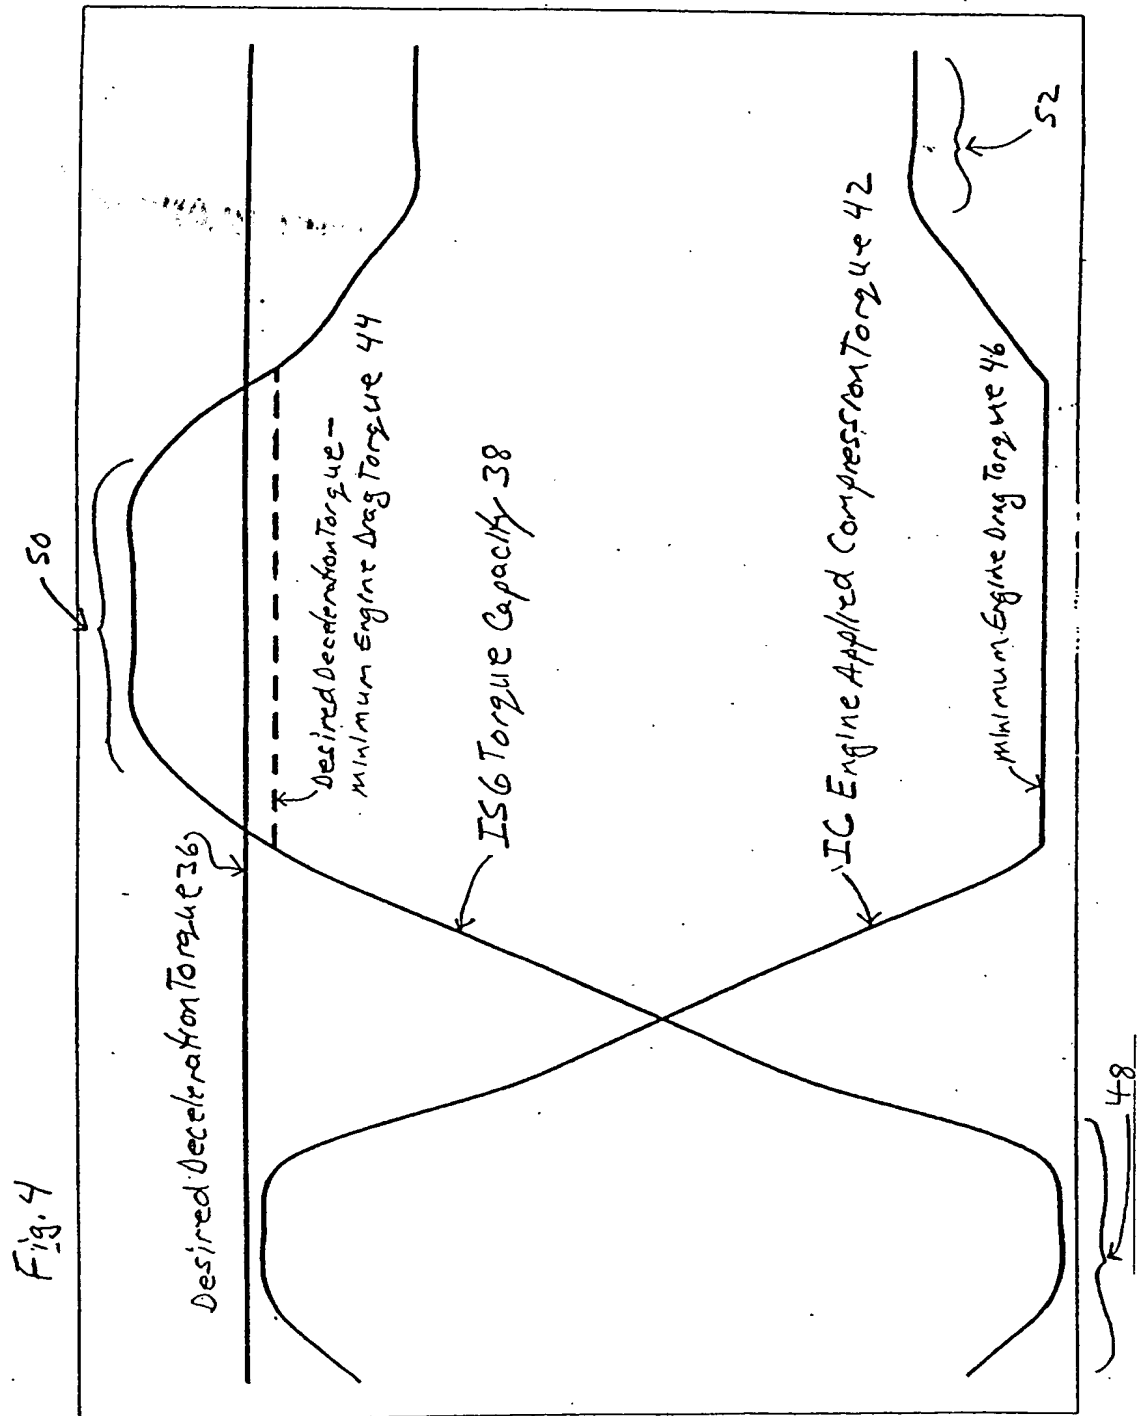 Fig. 4
Desired Deceleration Torque 36
50
Desired Deceleration Torque –
Minimum Engine Drag Torque 44
ISG Torque Capacity 38
IC Engine Applied Compression Torque 42
Minimum Engine Drag Torque 46
48
52